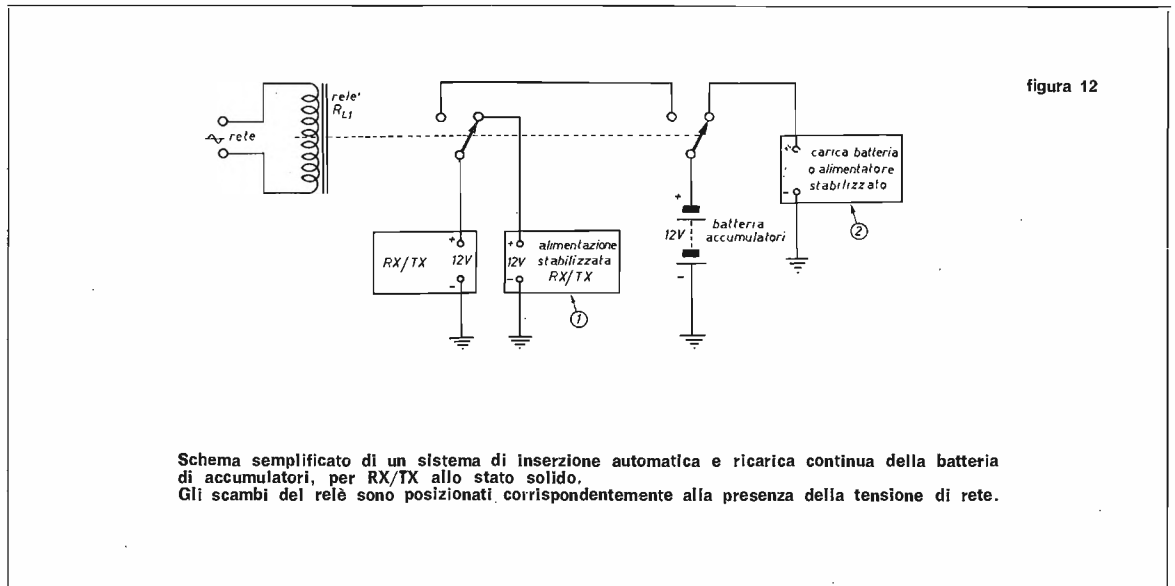 figura 12
rele'
RL1
rete
RX/TX
+
12V
-
+
12V
-
alimentazione
stabilizzata
RX/TX
1
+
12V
-
batteria
accumulatori
+
-
carica batteria
o alimentatore
stabilizzato
2
Schema semplificato di un sistema di inserzione automatica e ricarica continua della batteria
di accumulatori, per RX/TX allo stato solido.
Gli scambi del relè sono posizionati corrispondentemente alla presenza della tensione di rete.